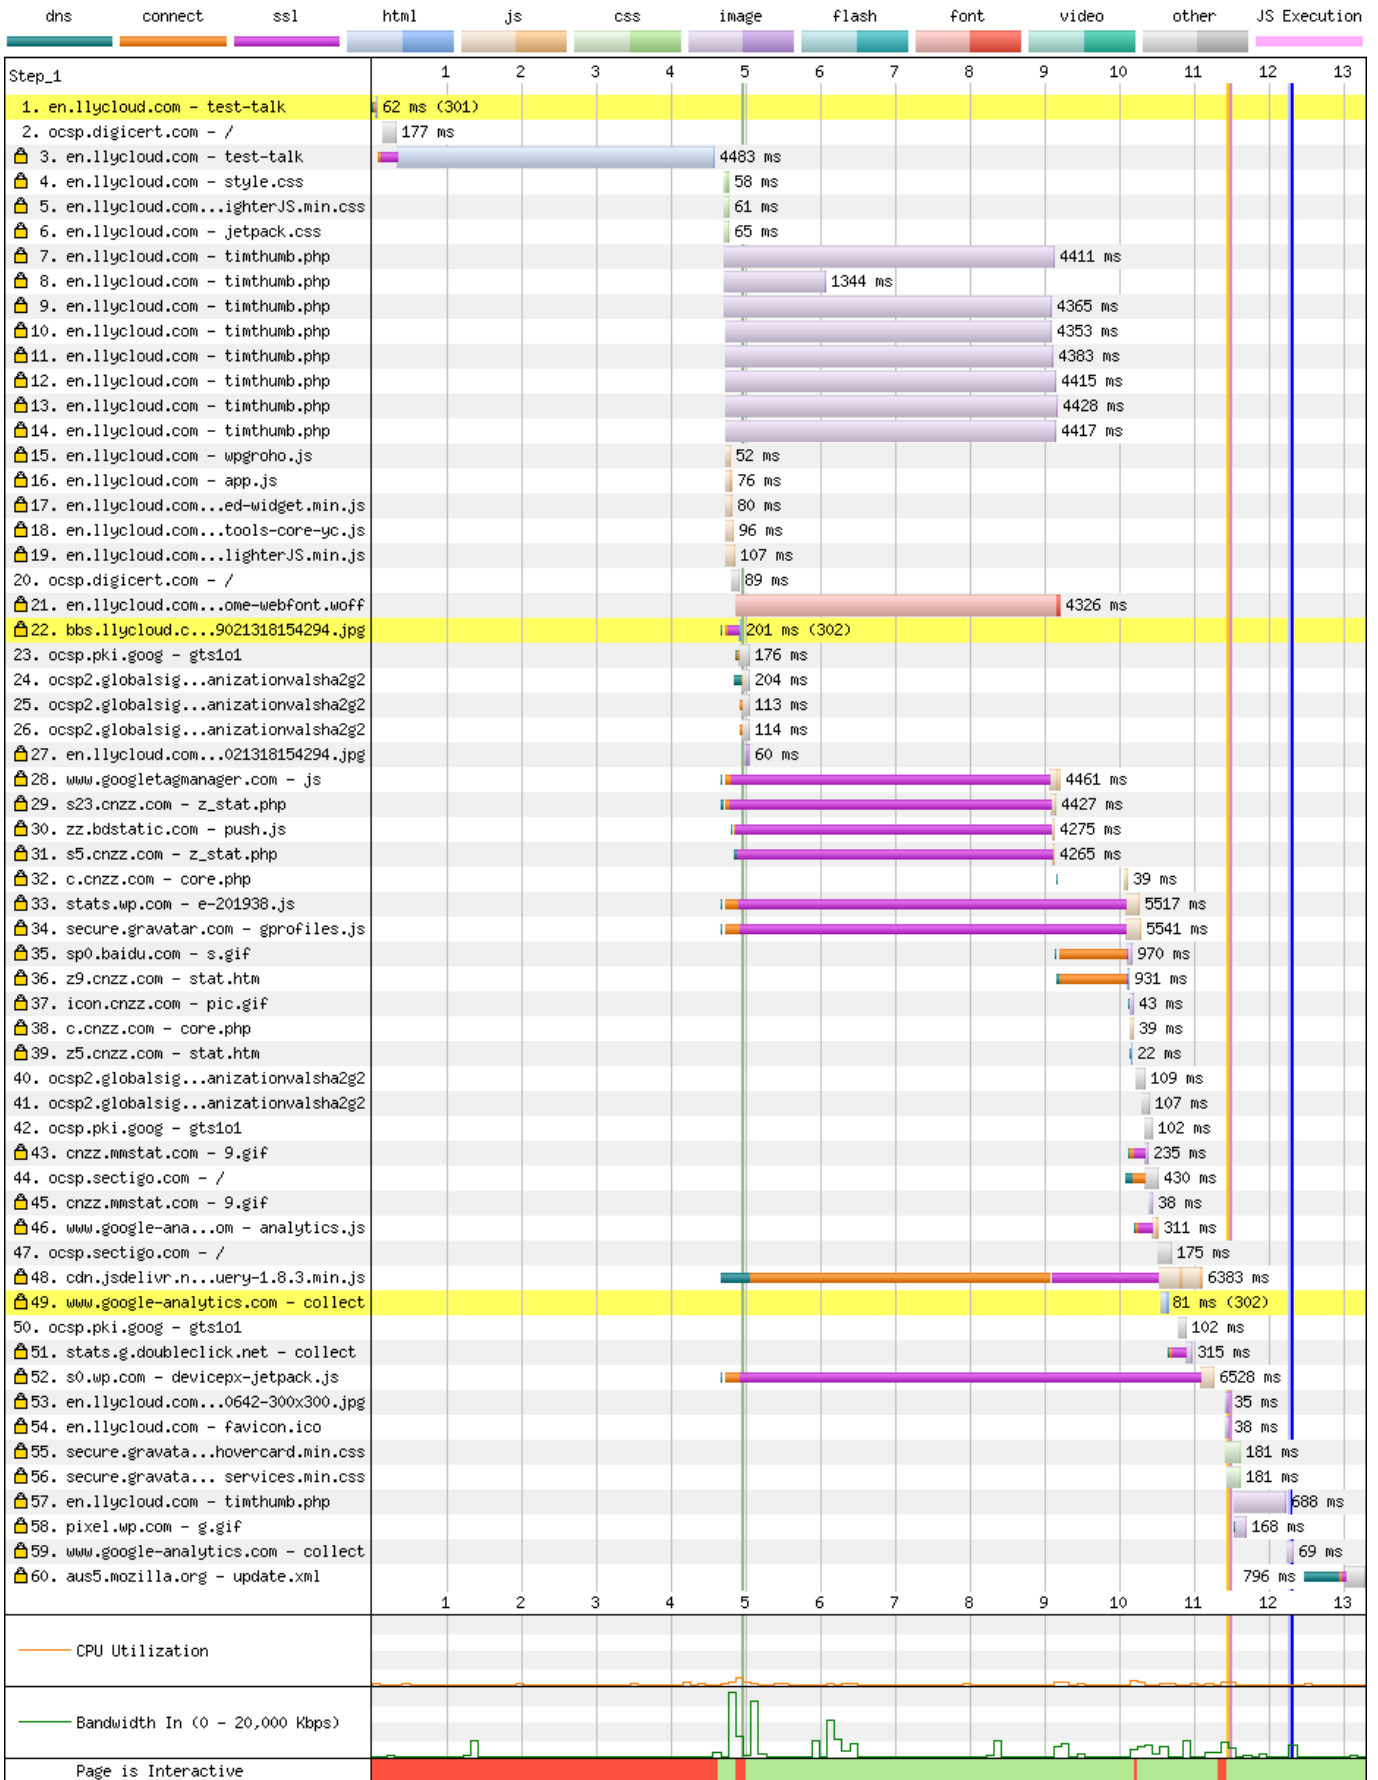 dns connect ssl html js css image flash font video other JS Execution
Step_1 1 2 3 4 5 6 7 8 9 10 11 12 13
1. en.llycloud.com - test-talk 62 ms (301)
2. ocsp.digicert.com - / 177 ms
3. en.llycloud.com - test-talk 4483 ms
4. en.llycloud.com - style.css 58 ms
5. en.llycloud.com...ighterJS.min.css 61 ms
6. en.llycloud.com - jetpack.css 65 ms
7. en.llycloud.com - timthumb.php 4411 ms
8. en.llycloud.com - timthumb.php 1344 ms
9. en.llycloud.com - timthumb.php 4365 ms
10. en.llycloud.com - timthumb.php 4353 ms
11. en.llycloud.com - timthumb.php 4383 ms
12. en.llycloud.com - timthumb.php 4415 ms
13. en.llycloud.com - timthumb.php 4428 ms
14. en.llycloud.com - timthumb.php 4417 ms
15. en.llycloud.com - wpgroho.js 52 ms
16. en.llycloud.com - app.js 76 ms
17. en.llycloud.com...ed-widget.min.js 80 ms
18. en.llycloud.com...tools-core-yc.js 96 ms
19. en.llycloud.com...lighterJS.min.js 107 ms
20. ocsp.digicert.com - / 89 ms
21. en.llycloud.com...ome-webfont.woff 4326 ms
22. bbs.llycloud.c...9021318154294.jpg 201 ms (302)
23. ocsp.pki.goog - gts1o1 176 ms
24. ocsp2.globalsig...anizationvalsha2g2 204 ms
25. ocsp2.globalsig...anizationvalsha2g2 113 ms
26. ocsp2.globalsig...anizationvalsha2g2 114 ms
27. en.llycloud.com...021318154294.jpg 60 ms
28. www.googletagmanager.com - js 4461 ms
29. s23.cnzz.com - z_stat.php 4427 ms
30. zz.bdstatic.com - push.js 4275 ms
31. s5.cnzz.com - z_stat.php 4265 ms
32. c.cnzz.com - core.php 39 ms
33. stats.wp.com - e-201938.js 5517 ms
34. secure.gravatar.com - gprofiles.js 5541 ms
35. sp0.baidu.com - s.gif 970 ms
36. z9.cnzz.com - stat.htm 931 ms
37. icon.cnzz.com - pic.gif 43 ms
38. c.cnzz.com - core.php 39 ms
39. z5.cnzz.com - stat.htm 22 ms
40. ocsp2.globalsig...anizationvalsha2g2 109 ms
41. ocsp2.globalsig...anizationvalsha2g2 107 ms
42. ocsp.pki.goog - gts1o1 102 ms
43. cnzz.mmstat.com - 9.gif 235 ms
44. ocsp.sectigo.com - / 430 ms
45. cnzz.mmstat.com - 9.gif 38 ms
46. www.google-ana...om - analytics.js 311 ms
47. ocsp.sectigo.com - / 175 ms
48. cdn.jsdelivr.n...uery-1.8.3.min.js 6383 ms
49. www.google-analytics.com - collect 81 ms (302)
50. ocsp.pki.goog - gts1o1 102 ms
51. stats.g.doubleclick.net - collect 315 ms
52. s0.wp.com - devicepx-jetpack.js 6528 ms
53. en.llycloud.com...0642-300x300.jpg 35 ms
54. en.llycloud.com - favicon.ico 38 ms
55. secure.gravata...hovercard.min.css 181 ms
56. secure.gravata... services.min.css 181 ms
57. en.llycloud.com - timthumb.php 688 ms
58. pixel.wp.com - g.gif 168 ms
59. www.google-analytics.com - collect 69 ms
60. aus5.mozilla.org - update.xml 796 ms
1 2 3 4 5 6 7 8 9 10 11 12 13
CPU Utilization
Bandwidth In (0 - 20,000 Kbps)
Page is Interactive